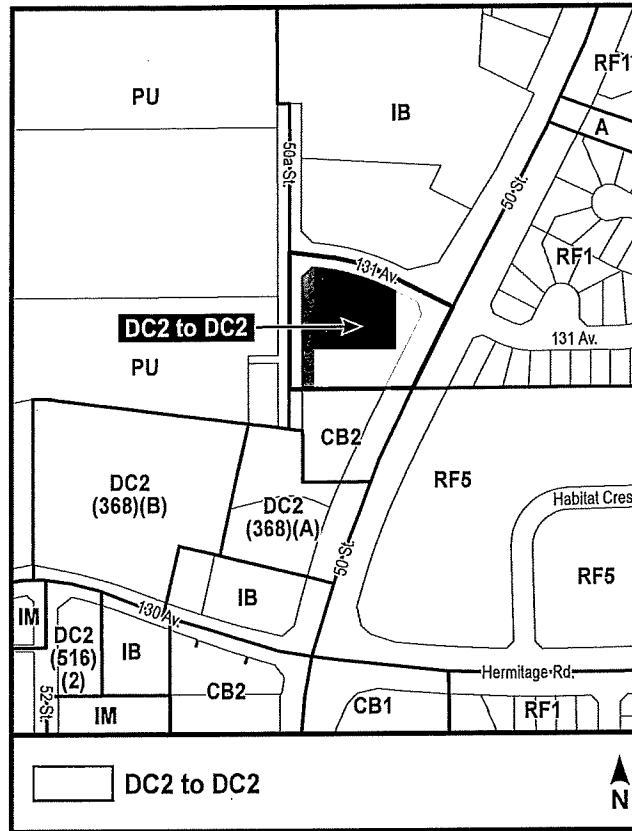 PU
IB
RF1
A
50a St.
50 St.
RF1
131 Av.
131 Av.
DC2 to DC2
PU
CB2
RF5
DC2
(368)(B)
DC2
(368)(A)
Habitat Cres
50 St.
RF5
IB
130 Av.
IM
DC2
(516)
(2)
IB
CB2
Hermitage Rd.
52 St.
IM
CB1
RF1
DC2 to DC2
N